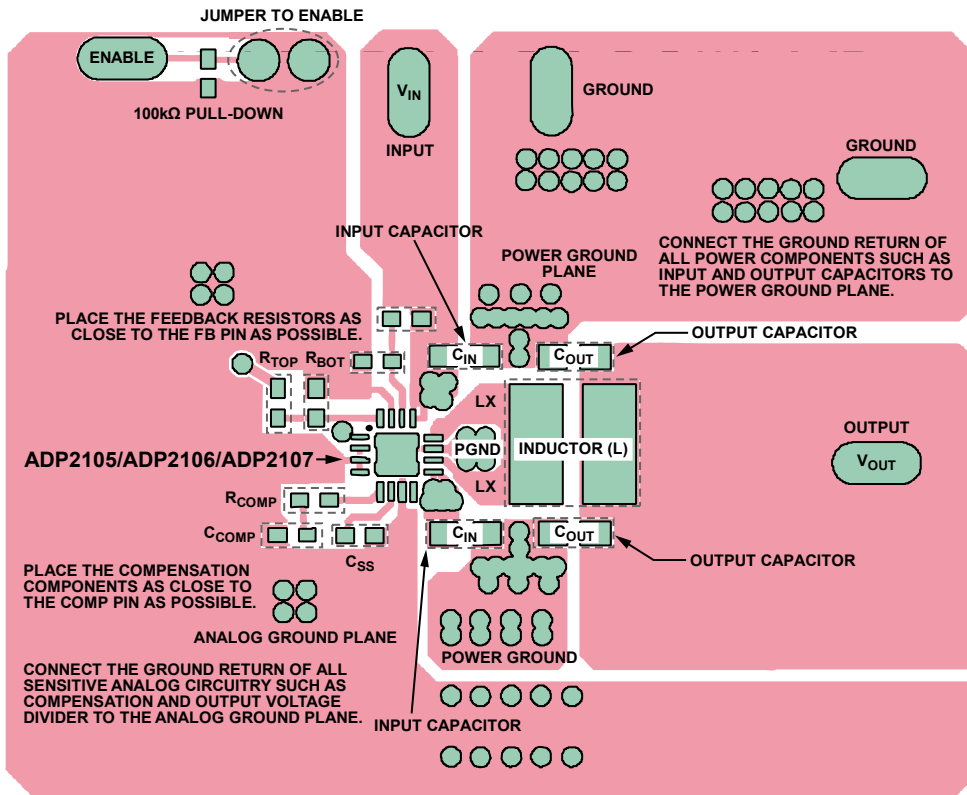 JUMPER TO ENABLE
ENABLE
100kΩ PULL-DOWN
VIN
INPUT
GROUND
GROUND
INPUT CAPACITOR
POWER GROUND
PLANE
CONNECT THE GROUND RETURN OF
ALL POWER COMPONENTS SUCH AS
INPUT AND OUTPUT CAPACITORS TO
THE POWER GROUND PLANE.
PLACE THE FEEDBACK RESISTORS AS
CLOSE TO THE FB PIN AS POSSIBLE.
OUTPUT CAPACITOR
RTOP
RBOT
CIN
COUT
LX
PGND
INDUCTOR (L)
LX
OUTPUT
VOUT
ADP2105/ADP2106/ADP2107
RCOMP
CCOMP
CSS
CIN
COUT
OUTPUT CAPACITOR
PLACE THE COMPENSATION
COMPONENTS AS CLOSE TO
THE COMP PIN AS POSSIBLE.
ANALOG GROUND PLANE
POWER GROUND
CONNECT THE GROUND RETURN OF ALL
SENSITIVE ANALOG CIRCUITRY SUCH AS
COMPENSATION AND OUTPUT VOLTAGE
DIVIDER TO THE ANALOG GROUND PLANE.
INPUT CAPACITOR